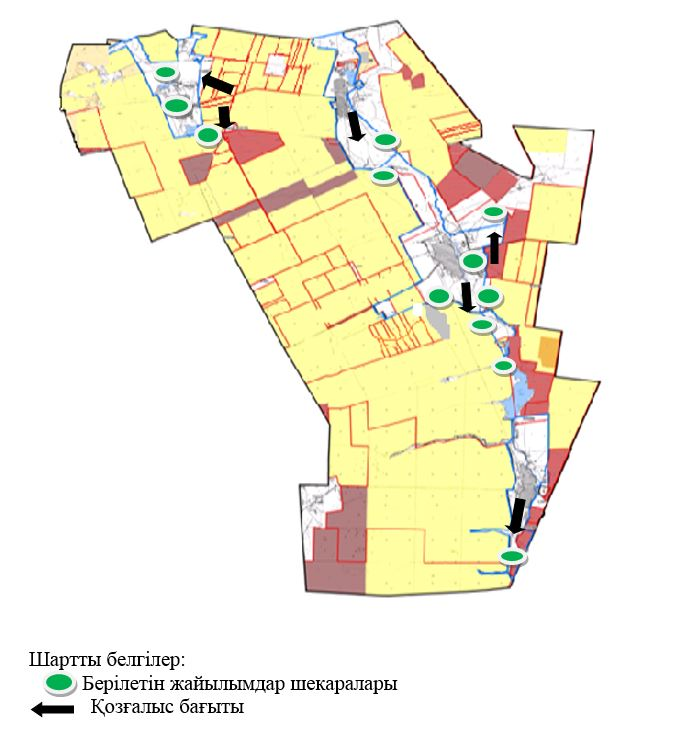 Шартты белгілер:
Берілетін жайылымдар шекаралары
Қозғалыс бағыты